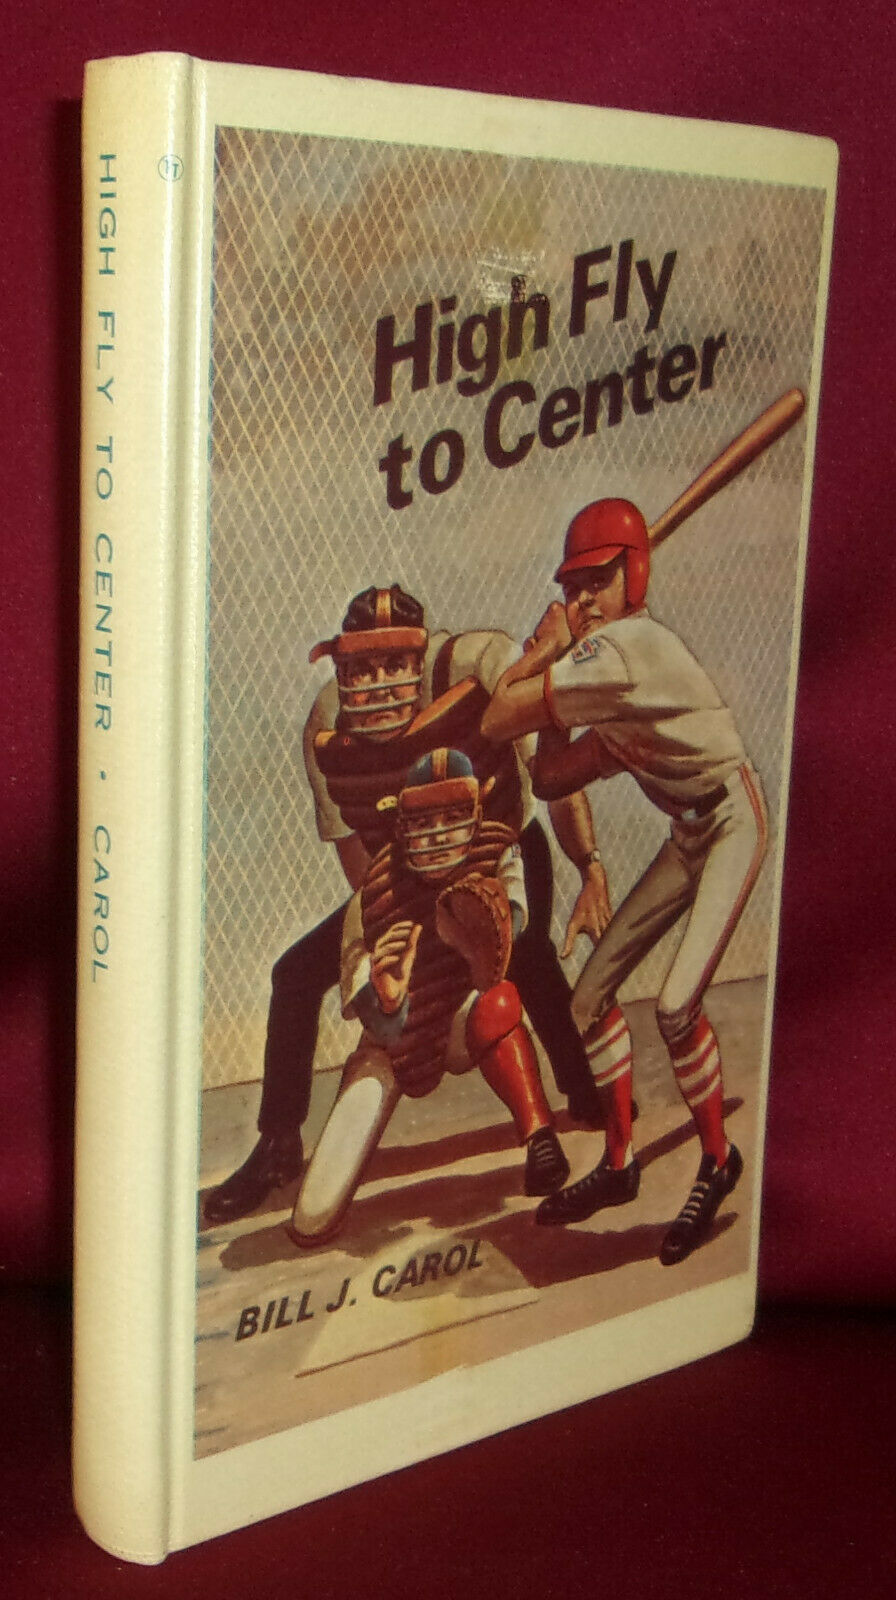 HIGH FLY TO CENTER • CAROL
High Fly
to Center
BILL J. CAROL